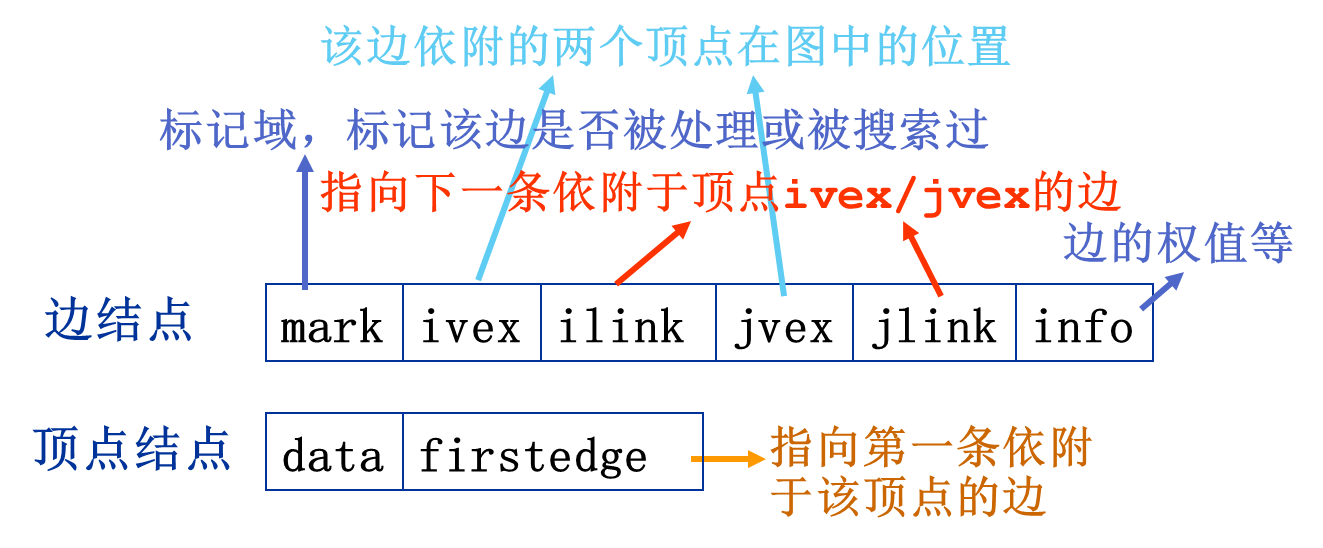 该边依附的两个顶点在图中的位置
标记域，标记该边是否被处理或被搜索过
指向下一条依附于顶点ivex/jvex的边
边的权值等
边结点 mark ivex ilink jvex jlink info
顶点结点 data firstedge
指向第一条依附
于该顶点的边